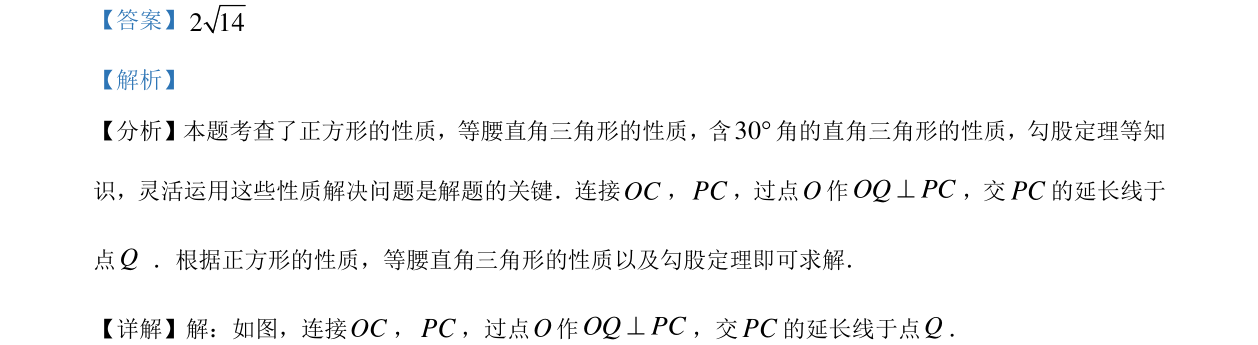 【答案】2√14
【解析】
【分析】本题考查了正方形的性质，等腰直角三角形的性质，含30°角的直角三角形的性质，勾股定理等知
识，灵活运用这些性质解决问题是解题的关键．连接OC，PC，过点O作OQ⊥PC，交PC的延长线于
点Q．根据正方形的性质，等腰直角三角形的性质以及勾股定理即可求解．
【详解】解：如图，连接OC，PC，过点O作OQ⊥PC，交PC的延长线于点Q．